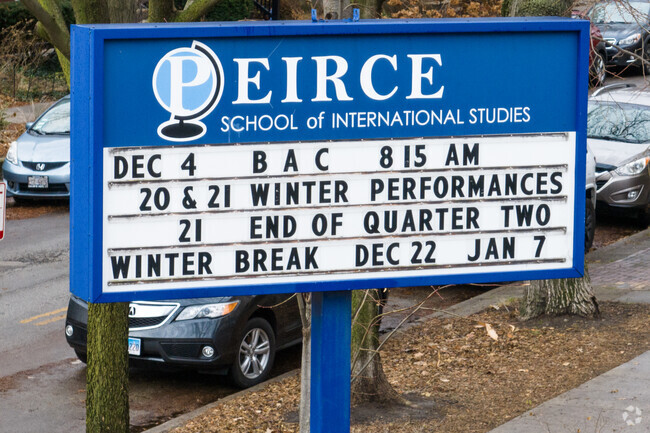 PEIRCE
SCHOOL of INTERNATIONAL STUDIES
DEC 4 BAC 815 AM
20 & 21 WINTER PERFORMANCES
21 END OF QUARTER TWO
WINTER BREAK DEC 22 JAN 7